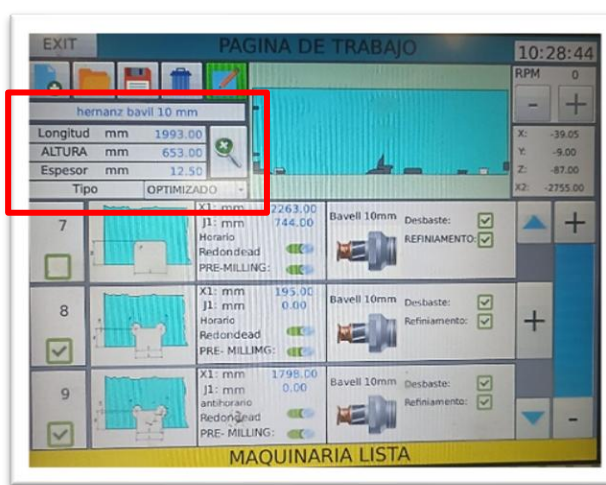 EXIT
PAGINA DE TRABAJO
10:28:44
RPM 0
- +
hernanz bavil 10 mm
Longitud mm 1993.00
ALTURA mm 653.00
Espesor mm 12.50
Tipo OPTIMIZADO
X: -39.05
Y: -9.00
Z: -87.00
X2: -2755.00
7
X1: mm 2263.00
J1: mm 744.00
Horario
Redondead
PRE-MILLING:
Bavell 10mm
Desbaste:
REFINIAMENTO:
+
8
X1: mm 195.00
J1: mm 0.00
Horario
Redondead
PRE- MILLIMG:
Bavell 10mm
Desbaste:
Refiniamento:
+
9
X1: mm 1798.00
J1: mm 0.00
antihorario
Redondead
PRE- MILLING:
Bavell 10mm
Desbaste:
Refiniamento:
-
MAQUINARIA LISTA